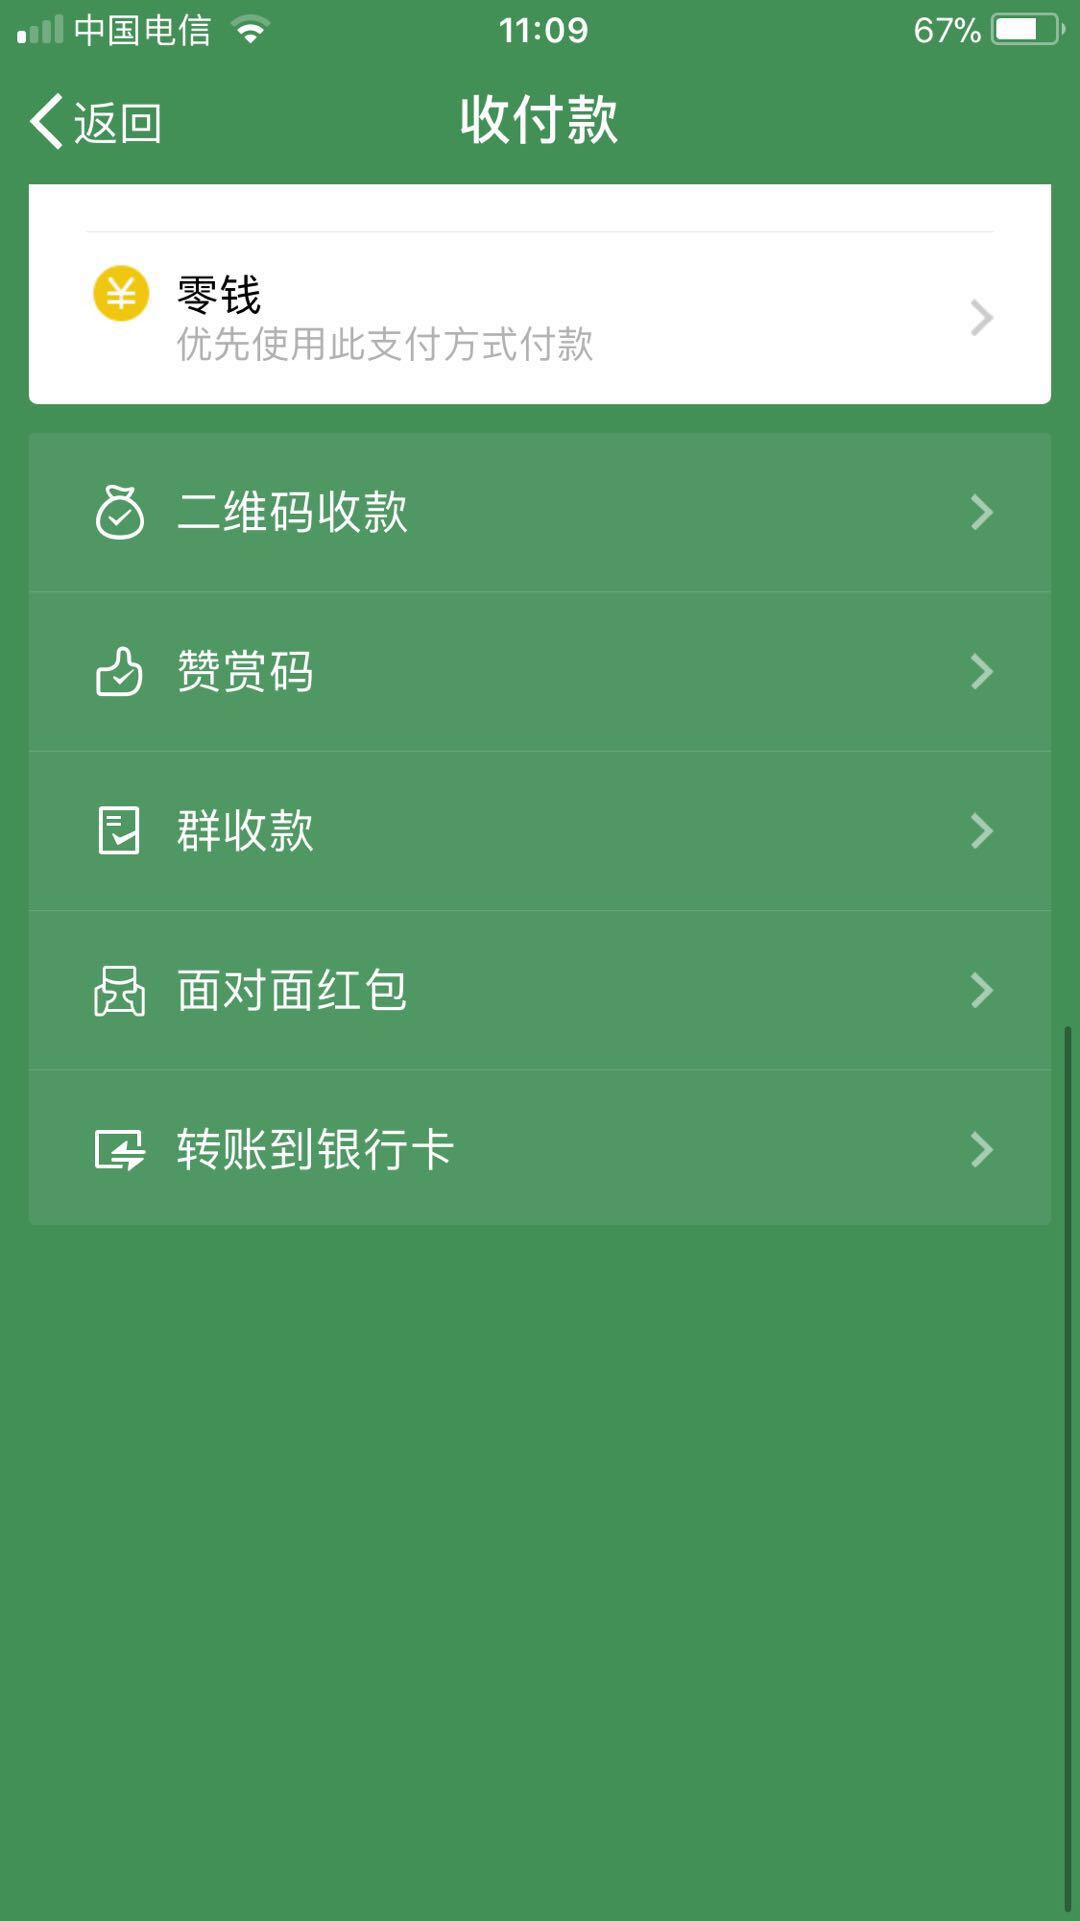 中国电信 11:09 67%
返回 收付款
零钱
优先使用此支付方式付款
二维码收款
赞赏码
群收款
面对面红包
转账到银行卡